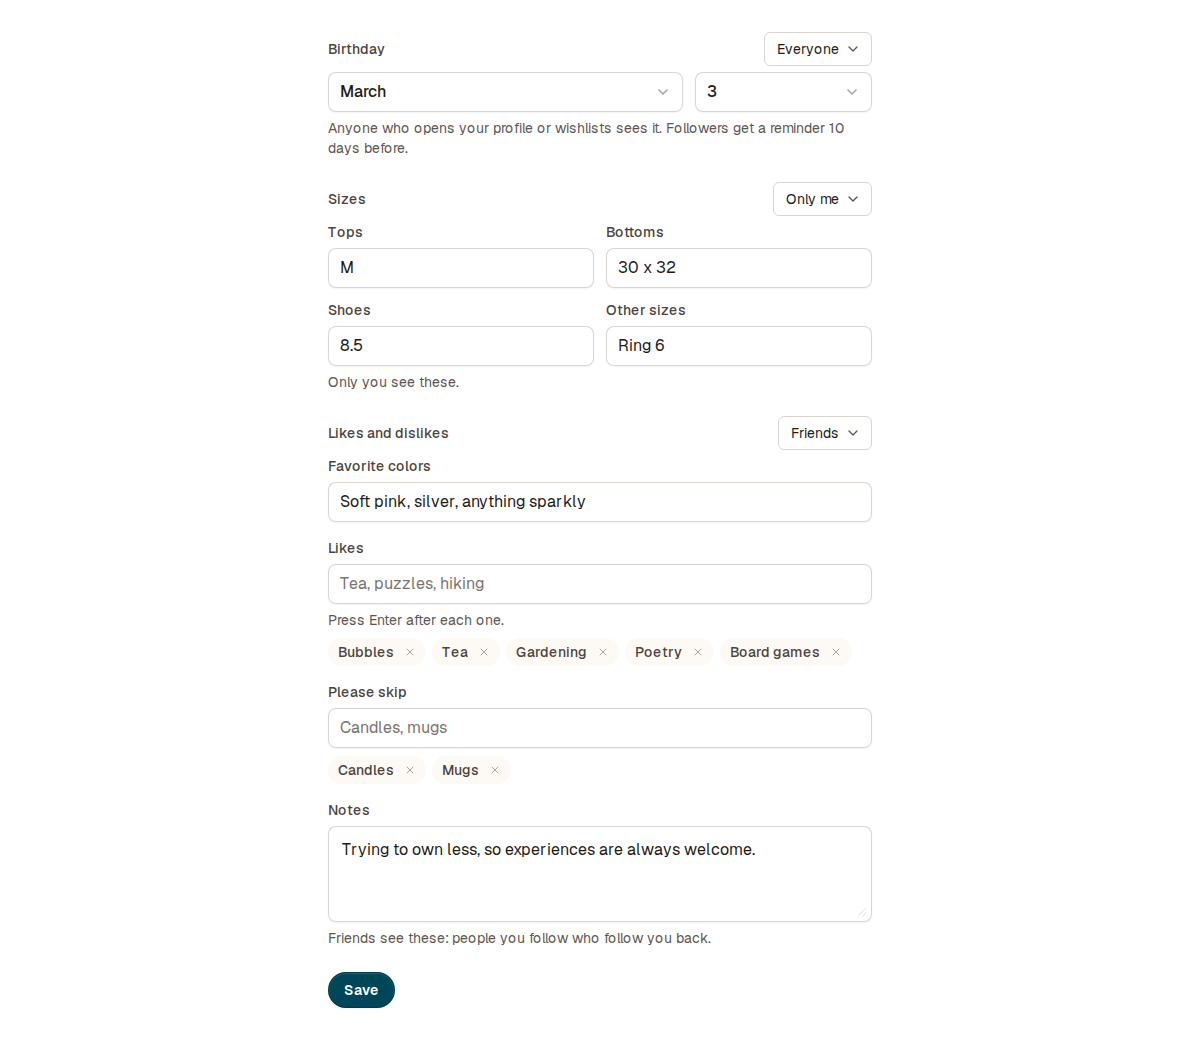 Birthday
Everyone
March
3
Anyone who opens your profile or wishlists sees it. Followers get a reminder 10
days before.
Sizes
Only me
Tops
Bottoms
M
30 x 32
Shoes
Other sizes
8.5
Ring 6
Only you see these.
Likes and dislikes
Friends
Favorite colors
Soft pink, silver, anything sparkly
Likes
Tea, puzzles, hiking
Press Enter after each one.
Bubbles
Tea
Gardening
Poetry
Board games
Please skip
Candles, mugs
Candles
Mugs
Notes
Trying to own less, so experiences are always welcome.
Friends see these: people you follow who follow you back.
Save